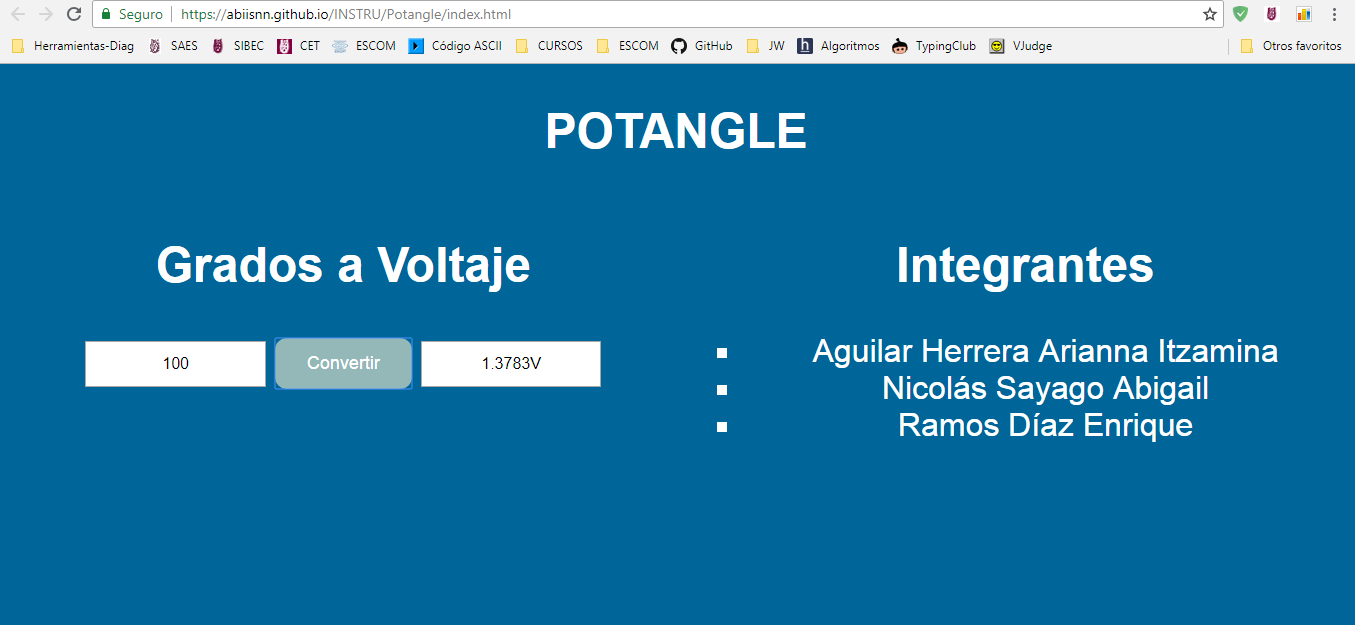 Seguro https://abiisnn.github.io/INSTRU/Potangle/index.html
Herramientas-Diag SAES SIBEC CET ESCOM Código ASCII CURSOS ESCOM GitHub JW h Algoritmos TypingClub VJudge Otros favoritos
POTANGLE
Grados a Voltaje
100 Convertir 1.3783V
Integrantes
Aguilar Herrera Arianna Itzamina
Nicolás Sayago Abigail
Ramos Díaz Enrique